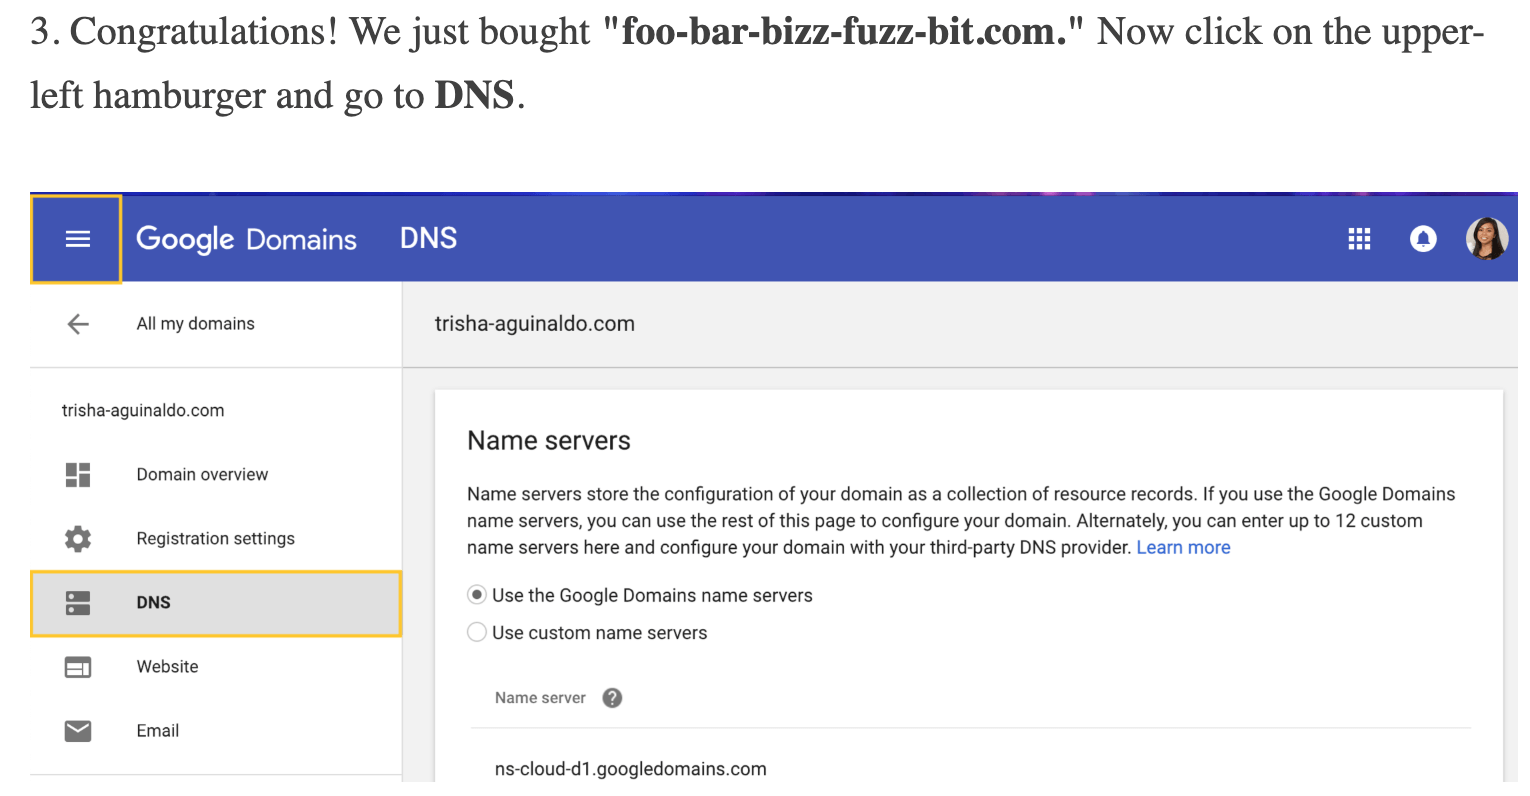 3. Congratulations! We just bought "foo-bar-bizz-fuzz-bit.com." Now click on the upper-
left hamburger and go to DNS.
Google Domains DNS
All my domains
trisha-aguinaldo.com
trisha-aguinaldo.com
Domain overview
Registration settings
DNS
Website
Email
Name servers
Name servers store the configuration of your domain as a collection of resource records. If you use the Google Domains
name servers, you can use the rest of this page to configure your domain. Alternately, you can enter up to 12 custom
name servers here and configure your domain with your third-party DNS provider. Learn more
Use the Google Domains name servers
Use custom name servers
Name server ?
ns-cloud-d1.googledomains.com